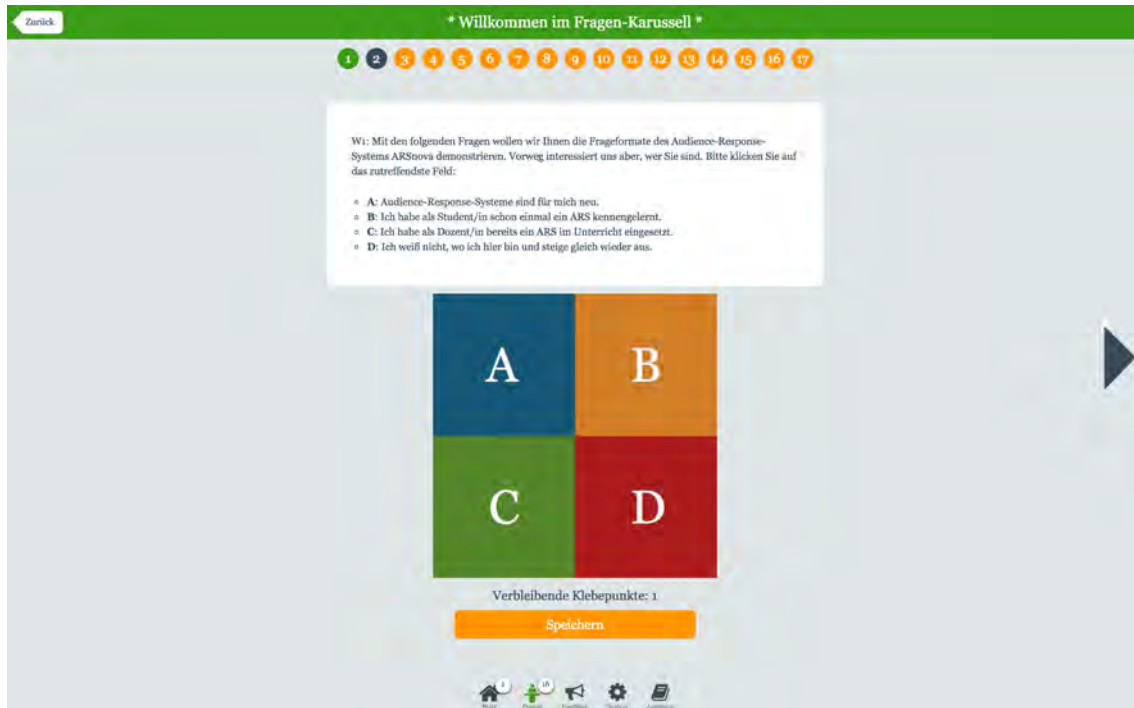 Zurück
* Willkommen im Fragen-Karussell *
1 2 3 4 5 6 7 8 9 10 11 12 13 14 15 16 17
W1: Mit den folgenden Fragen wollen wir Ihnen die Frageformate des Audience-Response-
Systems ARSnova demonstrieren. Vorweg interessiert uns aber, wer Sie sind. Bitte klicken Sie auf
das zutreffendste Feld:
A: Audience-Response-Systeme sind für mich neu.
B: Ich habe als Student/in schon einmal ein ARS kennengelernt.
C: Ich habe als Dozent/in bereits ein ARS im Unterricht eingesetzt.
D: Ich weiß nicht, wo ich hier bin und steige gleich wieder aus.
A B
C D
Verbleibende Klebepunkte: 1
Speichern
16